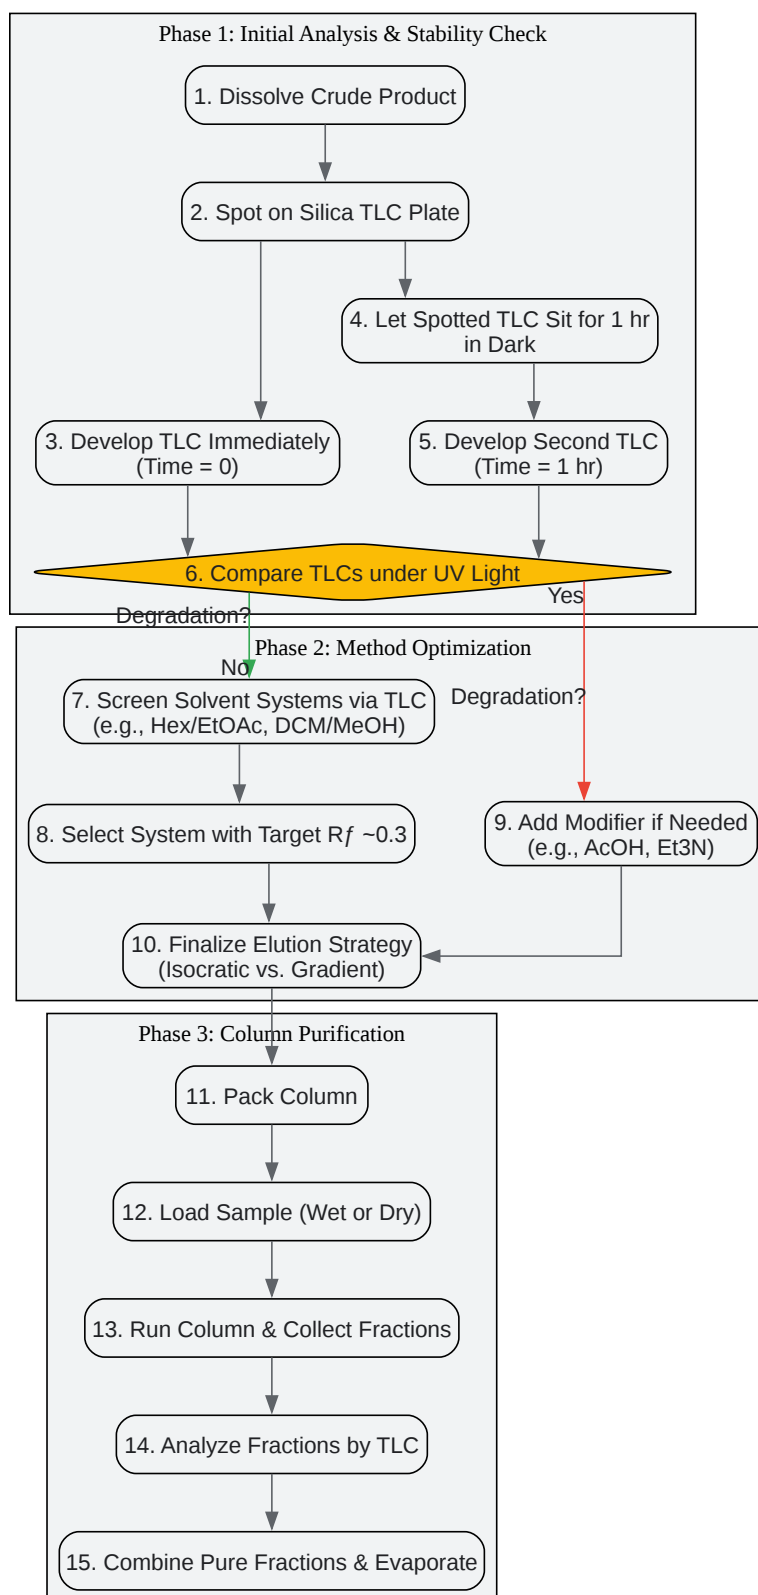 Phase 1: Initial Analysis & Stability Check
1. Dissolve Crude Product
2. Spot on Silica TLC Plate
4. Let Spotted TLC Sit for 1 hr
in Dark
3. Develop TLC Immediately
(Time = 0)
5. Develop Second TLC
(Time = 1 hr)
6. Compare TLCs under UV Light
Degradation?
No
Yes
Degradation?
Phase 2: Method Optimization
7. Screen Solvent Systems via TLC
(e.g., Hex/EtOAc, DCM/MeOH)
8. Select System with Target Rƒ ~0.3
9. Add Modifier if Needed
(e.g., AcOH, Et3N)
10. Finalize Elution Strategy
(Isocratic vs. Gradient)
Phase 3: Column Purification
11. Pack Column
12. Load Sample (Wet or Dry)
13. Run Column & Collect Fractions
14. Analyze Fractions by TLC
15. Combine Pure Fractions & Evaporate